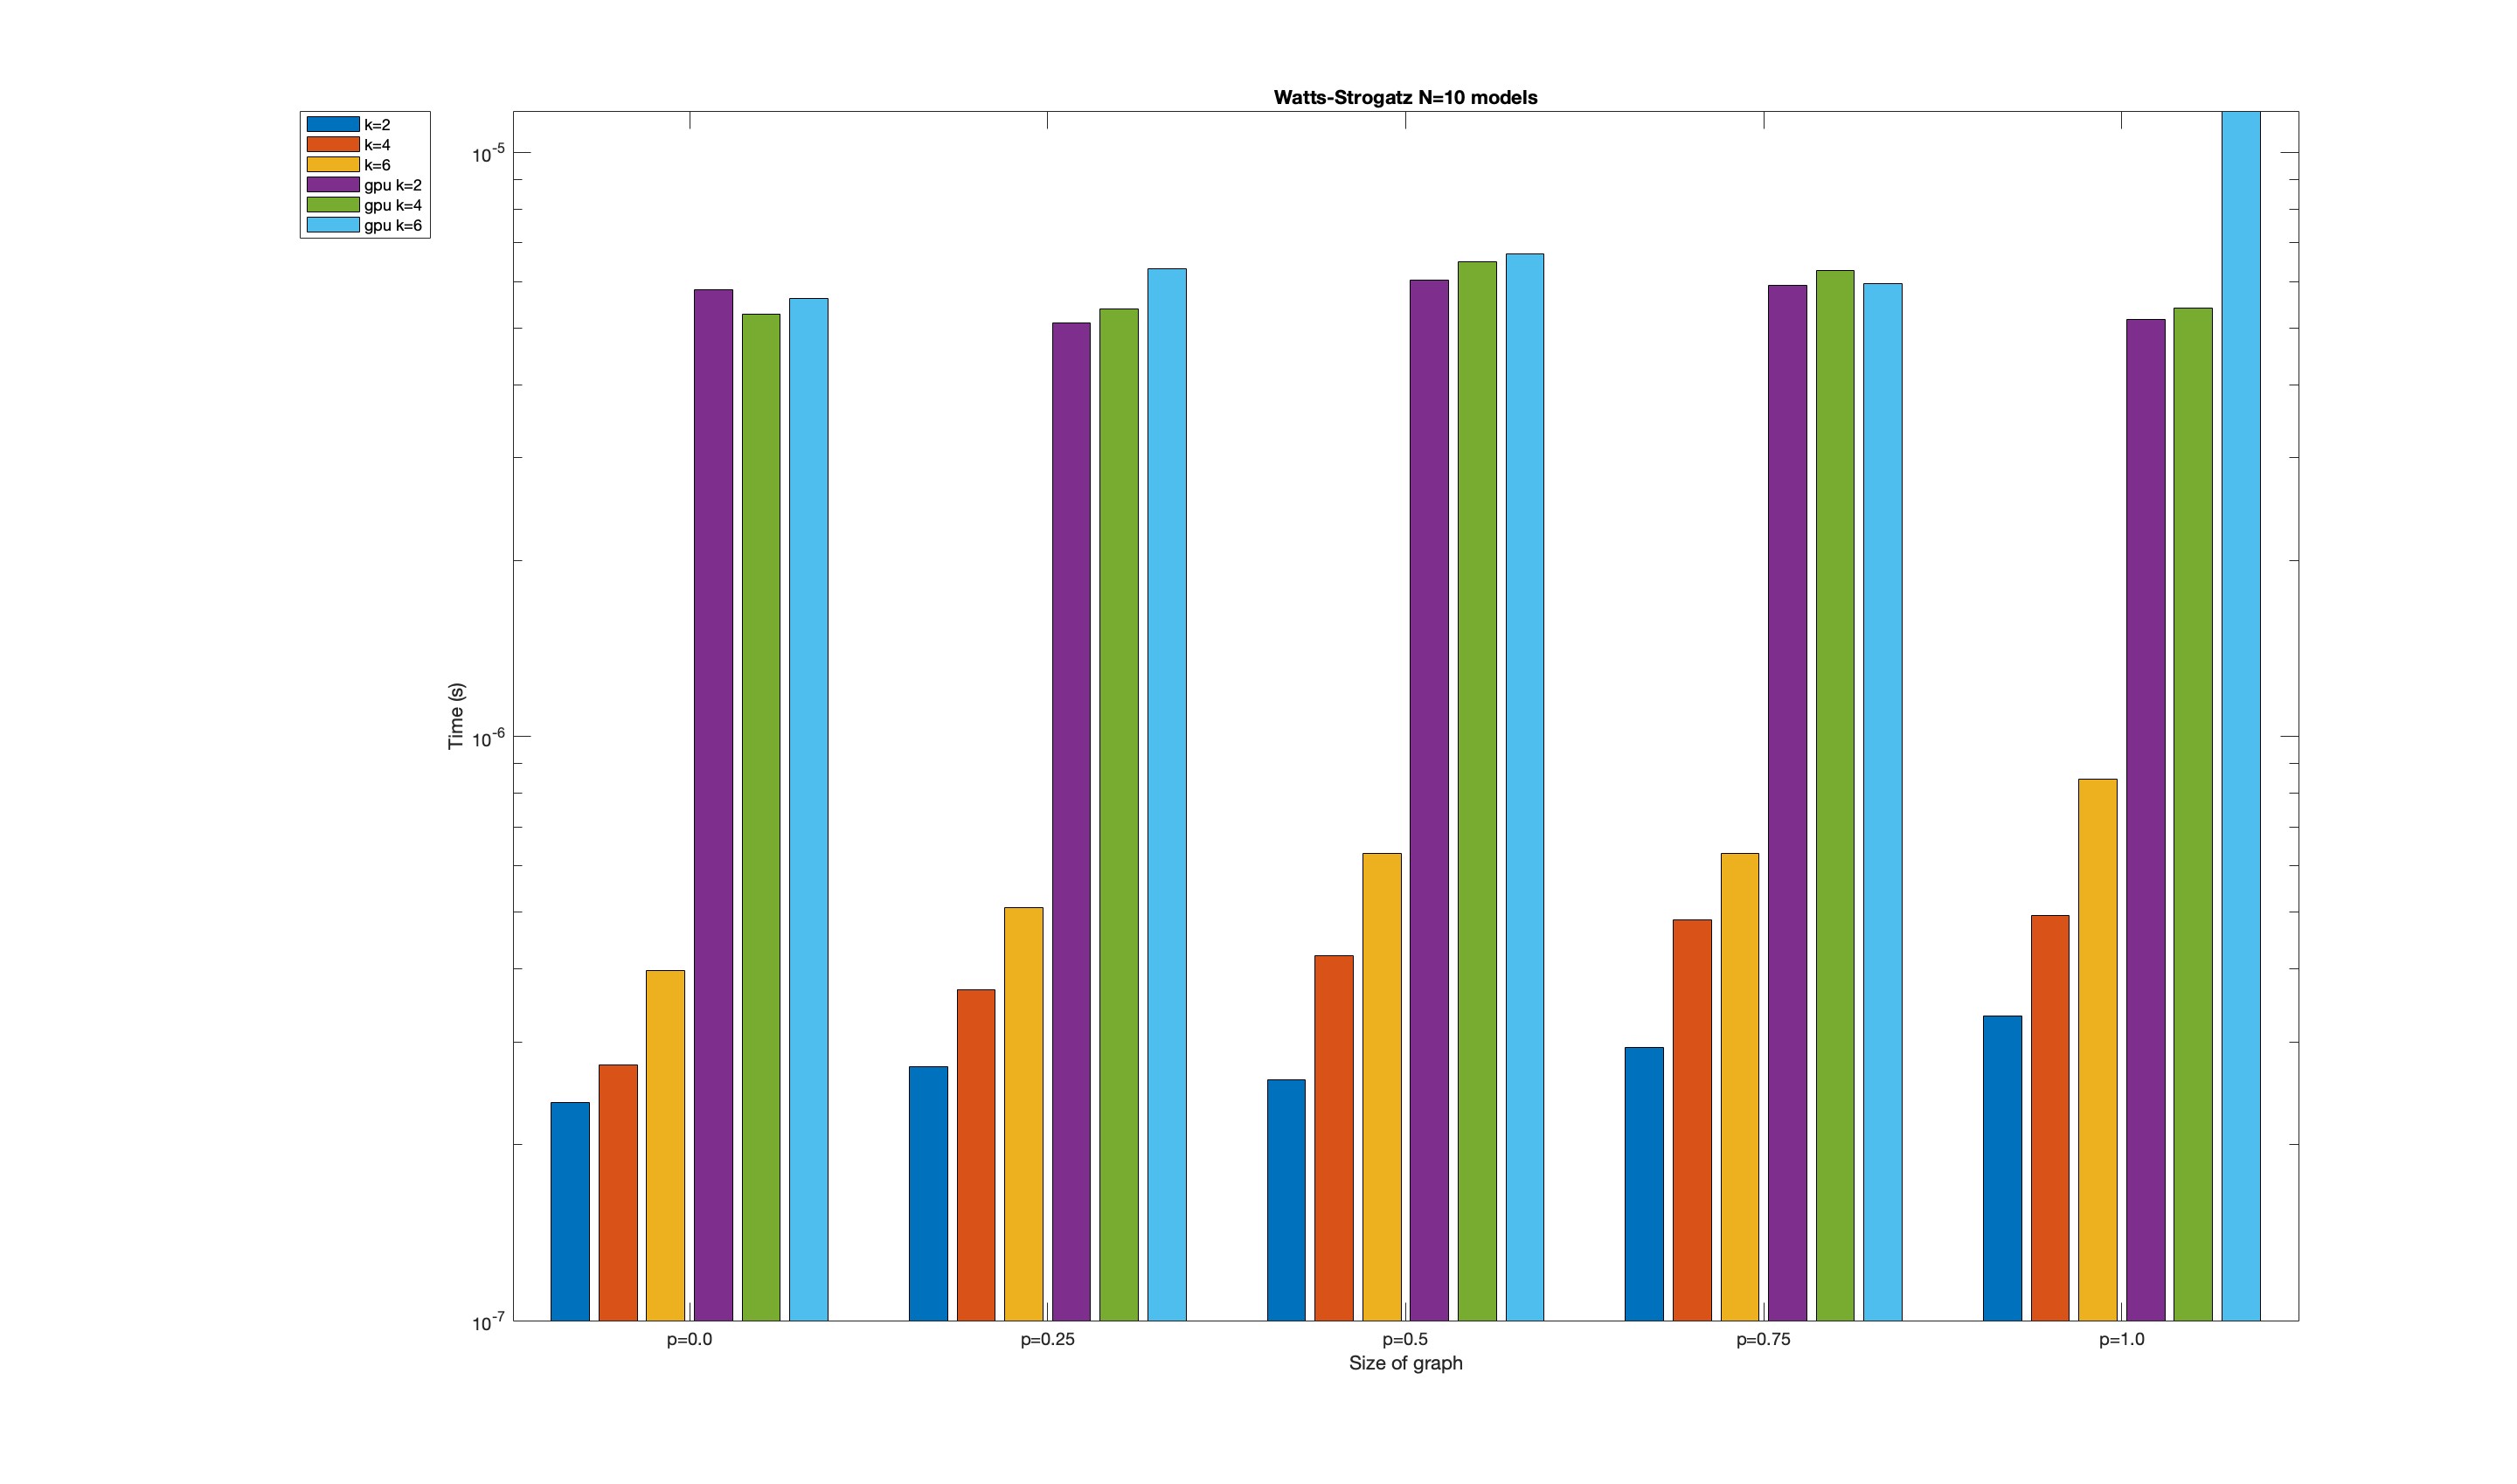 Watts-Strogatz N=10 models
k=2
k=4
k=6
gpu k=2
gpu k=4
gpu k=6
10^-5
10^-6
10^-7
Time (s)
p=0.0
p=0.25
p=0.5
p=0.75
p=1.0
Size of graph